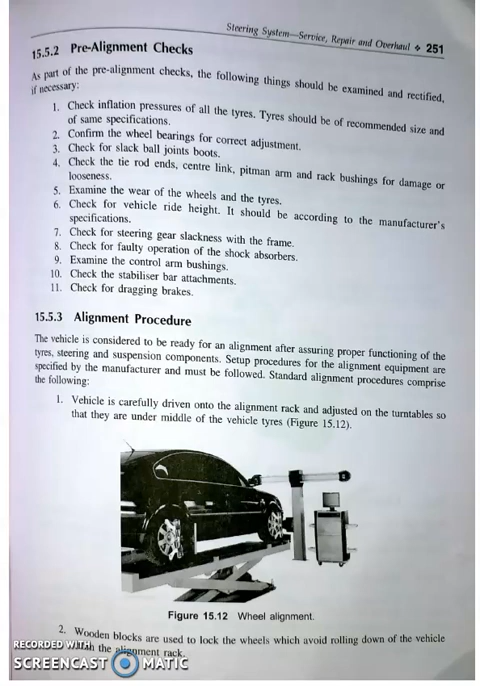 Steering System—Service, Repair and Overhaul ❖ 251
15.5.2 Pre-Alignment Checks
As part of the pre-alignment checks, the following things should be examined and rectified,
if necessary:
1. Check inflation pressures of all the tyres. Tyres should be of recommended size and
of same specifications.
2. Confirm the wheel bearings for correct adjustment.
3. Check for slack ball joints boots.
4. Check the tie rod ends, centre link, pitman arm and rack bushings for damage or
looseness.
5. Examine the wear of the wheels and the tyres.
6. Check for vehicle ride height. It should be according to the manufacturer's
specifications.
7. Check for steering gear slackness with the frame.
8. Check for faulty operation of the shock absorbers.
9. Examine the control arm bushings.
10. Check the stabiliser bar attachments.
11. Check for dragging brakes.
15.5.3 Alignment Procedure
The vehicle is considered to be ready for an alignment after assuring proper functioning of the
tyres, steering and suspension components. Setup procedures for the alignment equipment are
specified by the manufacturer and must be followed. Standard alignment procedures comprise
the following:
1. Vehicle is carefully driven onto the alignment rack and adjusted on the turntables so
that they are under middle of the vehicle tyres (Figure 15.12).
Figure 15.12 Wheel alignment.
2. Wooden blocks are used to lock the wheels which avoid rolling down of the vehicle
the alignment rack.
RECORDED WITH
SCREENCAST O MATIC